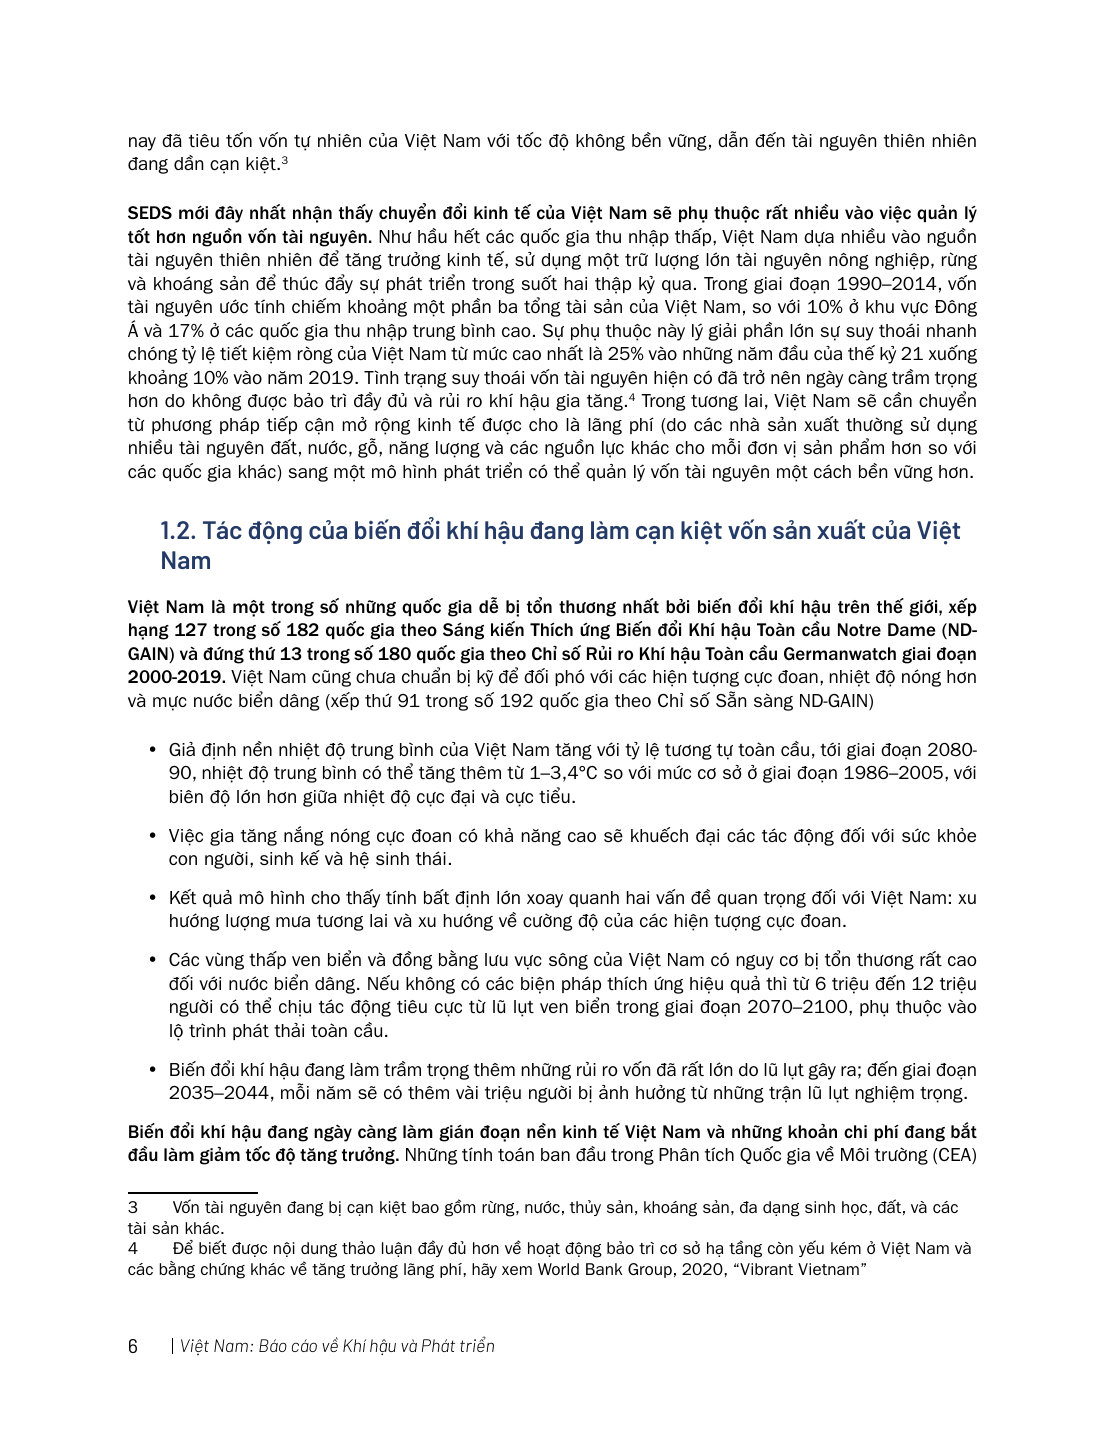 nay đã tiêu tốn vốn tự nhiên của Việt Nam với tốc độ không bền vững, dẫn đến tài nguyên thiên nhiên
đang dần cạn kiệt.³
SEDS mới đây nhất nhận thấy chuyển đổi kinh tế của Việt Nam sẽ phụ thuộc rất nhiều vào việc quản lý
tốt hơn nguồn vốn tài nguyên. Như hầu hết các quốc gia thu nhập thấp, Việt Nam dựa nhiều vào nguồn
tài nguyên thiên nhiên để tăng trưởng kinh tế, sử dụng một trữ lượng lớn tài nguyên nông nghiệp, rừng
và khoáng sản để thúc đẩy sự phát triển trong suốt hai thập kỷ qua. Trong giai đoạn 1990–2014, vốn
tài nguyên ước tính chiếm khoảng một phần ba tổng tài sản của Việt Nam, so với 10% ở khu vực Đông
Á và 17% ở các quốc gia thu nhập trung bình cao. Sự phụ thuộc này lý giải phần lớn sự suy thoái nhanh
chóng tỷ lệ tiết kiệm ròng của Việt Nam từ mức cao nhất là 25% vào những năm đầu của thế kỷ 21 xuống
khoảng 10% vào năm 2019. Tình trạng suy thoái vốn tài nguyên hiện có đã trở nên ngày càng trầm trọng
hơn do không được bảo trì đầy đủ và rủi ro khí hậu gia tăng.⁴ Trong tương lai, Việt Nam sẽ cần chuyển
từ phương pháp tiếp cận mở rộng kinh tế được cho là lãng phí (do các nhà sản xuất thường sử dụng
nhiều tài nguyên đất, nước, gỗ, năng lượng và các nguồn lực khác cho mỗi đơn vị sản phẩm hơn so với
các quốc gia khác) sang một mô hình phát triển có thể quản lý vốn tài nguyên một cách bền vững hơn.
1.2. Tác động của biến đổi khí hậu đang làm cạn kiệt vốn sản xuất của Việt
Nam
Việt Nam là một trong số những quốc gia dễ bị tổn thương nhất bởi biến đổi khí hậu trên thế giới, xếp
hạng 127 trong số 182 quốc gia theo Sáng kiến Thích ứng Biến đổi Khí hậu Toàn cầu Notre Dame (ND-
GAIN) và đứng thứ 13 trong số 180 quốc gia theo Chỉ số Rủi ro Khí hậu Toàn cầu Germanwatch giai đoạn
2000-2019. Việt Nam cũng chưa chuẩn bị kỹ để đối phó với các hiện tượng cực đoan, nhiệt độ nóng hơn
và mực nước biển dâng (xếp thứ 91 trong số 192 quốc gia theo Chỉ số Sẵn sàng ND-GAIN)
• Giả định nền nhiệt độ trung bình của Việt Nam tăng với tỷ lệ tương tự toàn cầu, tới giai đoạn 2080-
90, nhiệt độ trung bình có thể tăng thêm từ 1–3,4°C so với mức cơ sở ở giai đoạn 1986–2005, với
biên độ lớn hơn giữa nhiệt độ cực đại và cực tiểu.
• Việc gia tăng nắng nóng cực đoan có khả năng cao sẽ khuếch đại các tác động đối với sức khỏe
con người, sinh kế và hệ sinh thái.
• Kết quả mô hình cho thấy tính bất định lớn xoay quanh hai vấn đề quan trọng đối với Việt Nam: xu
hướng lượng mưa tương lai và xu hướng về cường độ của các hiện tượng cực đoan.
• Các vùng thấp ven biển và đồng bằng lưu vực sông của Việt Nam có nguy cơ bị tổn thương rất cao
đối với nước biển dâng. Nếu không có các biện pháp thích ứng hiệu quả thì từ 6 triệu đến 12 triệu
người có thể chịu tác động tiêu cực từ lũ lụt ven biển trong giai đoạn 2070–2100, phụ thuộc vào
lộ trình phát thải toàn cầu.
• Biến đổi khí hậu đang làm trầm trọng thêm những rủi ro vốn đã rất lớn do lũ lụt gây ra; đến giai đoạn
2035–2044, mỗi năm sẽ có thêm vài triệu người bị ảnh hưởng từ những trận lũ lụt nghiệm trọng.
Biến đổi khí hậu đang ngày càng làm gián đoạn nền kinh tế Việt Nam và những khoản chi phí đang bắt
đầu làm giảm tốc độ tăng trưởng. Những tính toán ban đầu trong Phân tích Quốc gia về Môi trường (CEA)
3 Vốn tài nguyên đang bị cạn kiệt bao gồm rừng, nước, thủy sản, khoáng sản, đa dạng sinh học, đất, và các
tài sản khác.
4 Để biết được nội dung thảo luận đầy đủ hơn về hoạt động bảo trì cơ sở hạ tầng còn yếu kém ở Việt Nam và
các bằng chứng khác về tăng trưởng lãng phí, hãy xem World Bank Group, 2020, “Vibrant Vietnam”
6 | Việt Nam: Báo cáo về Khí hậu và Phát triển